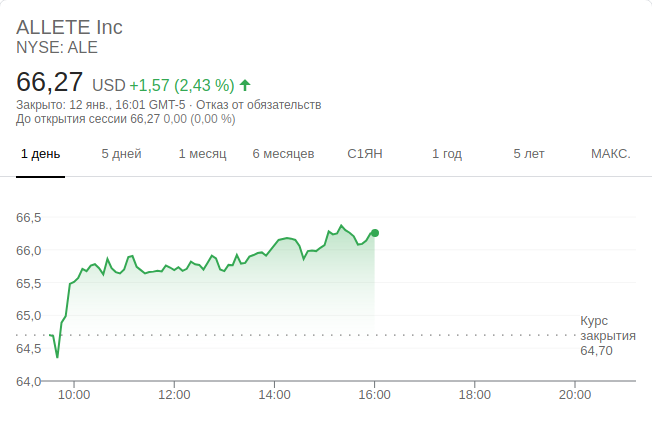 ALLETE Inc
NYSE: ALE
66,27 USD +1,57 (2,43 %)
Закрыто: 12 янв., 16:01 GMT-5 · Отказ от обязательств
До открытия сессии 66,27 0,00 (0,00 %)
1 день 5 дней 1 месяц 6 месяцев С1ЯН 1 год 5 лет МАКС.
66,5
66,0
65,5
65,0
64,5
64,0
Курс
закрытия
64,70
10:00 12:00 14:00 16:00 18:00 20:00